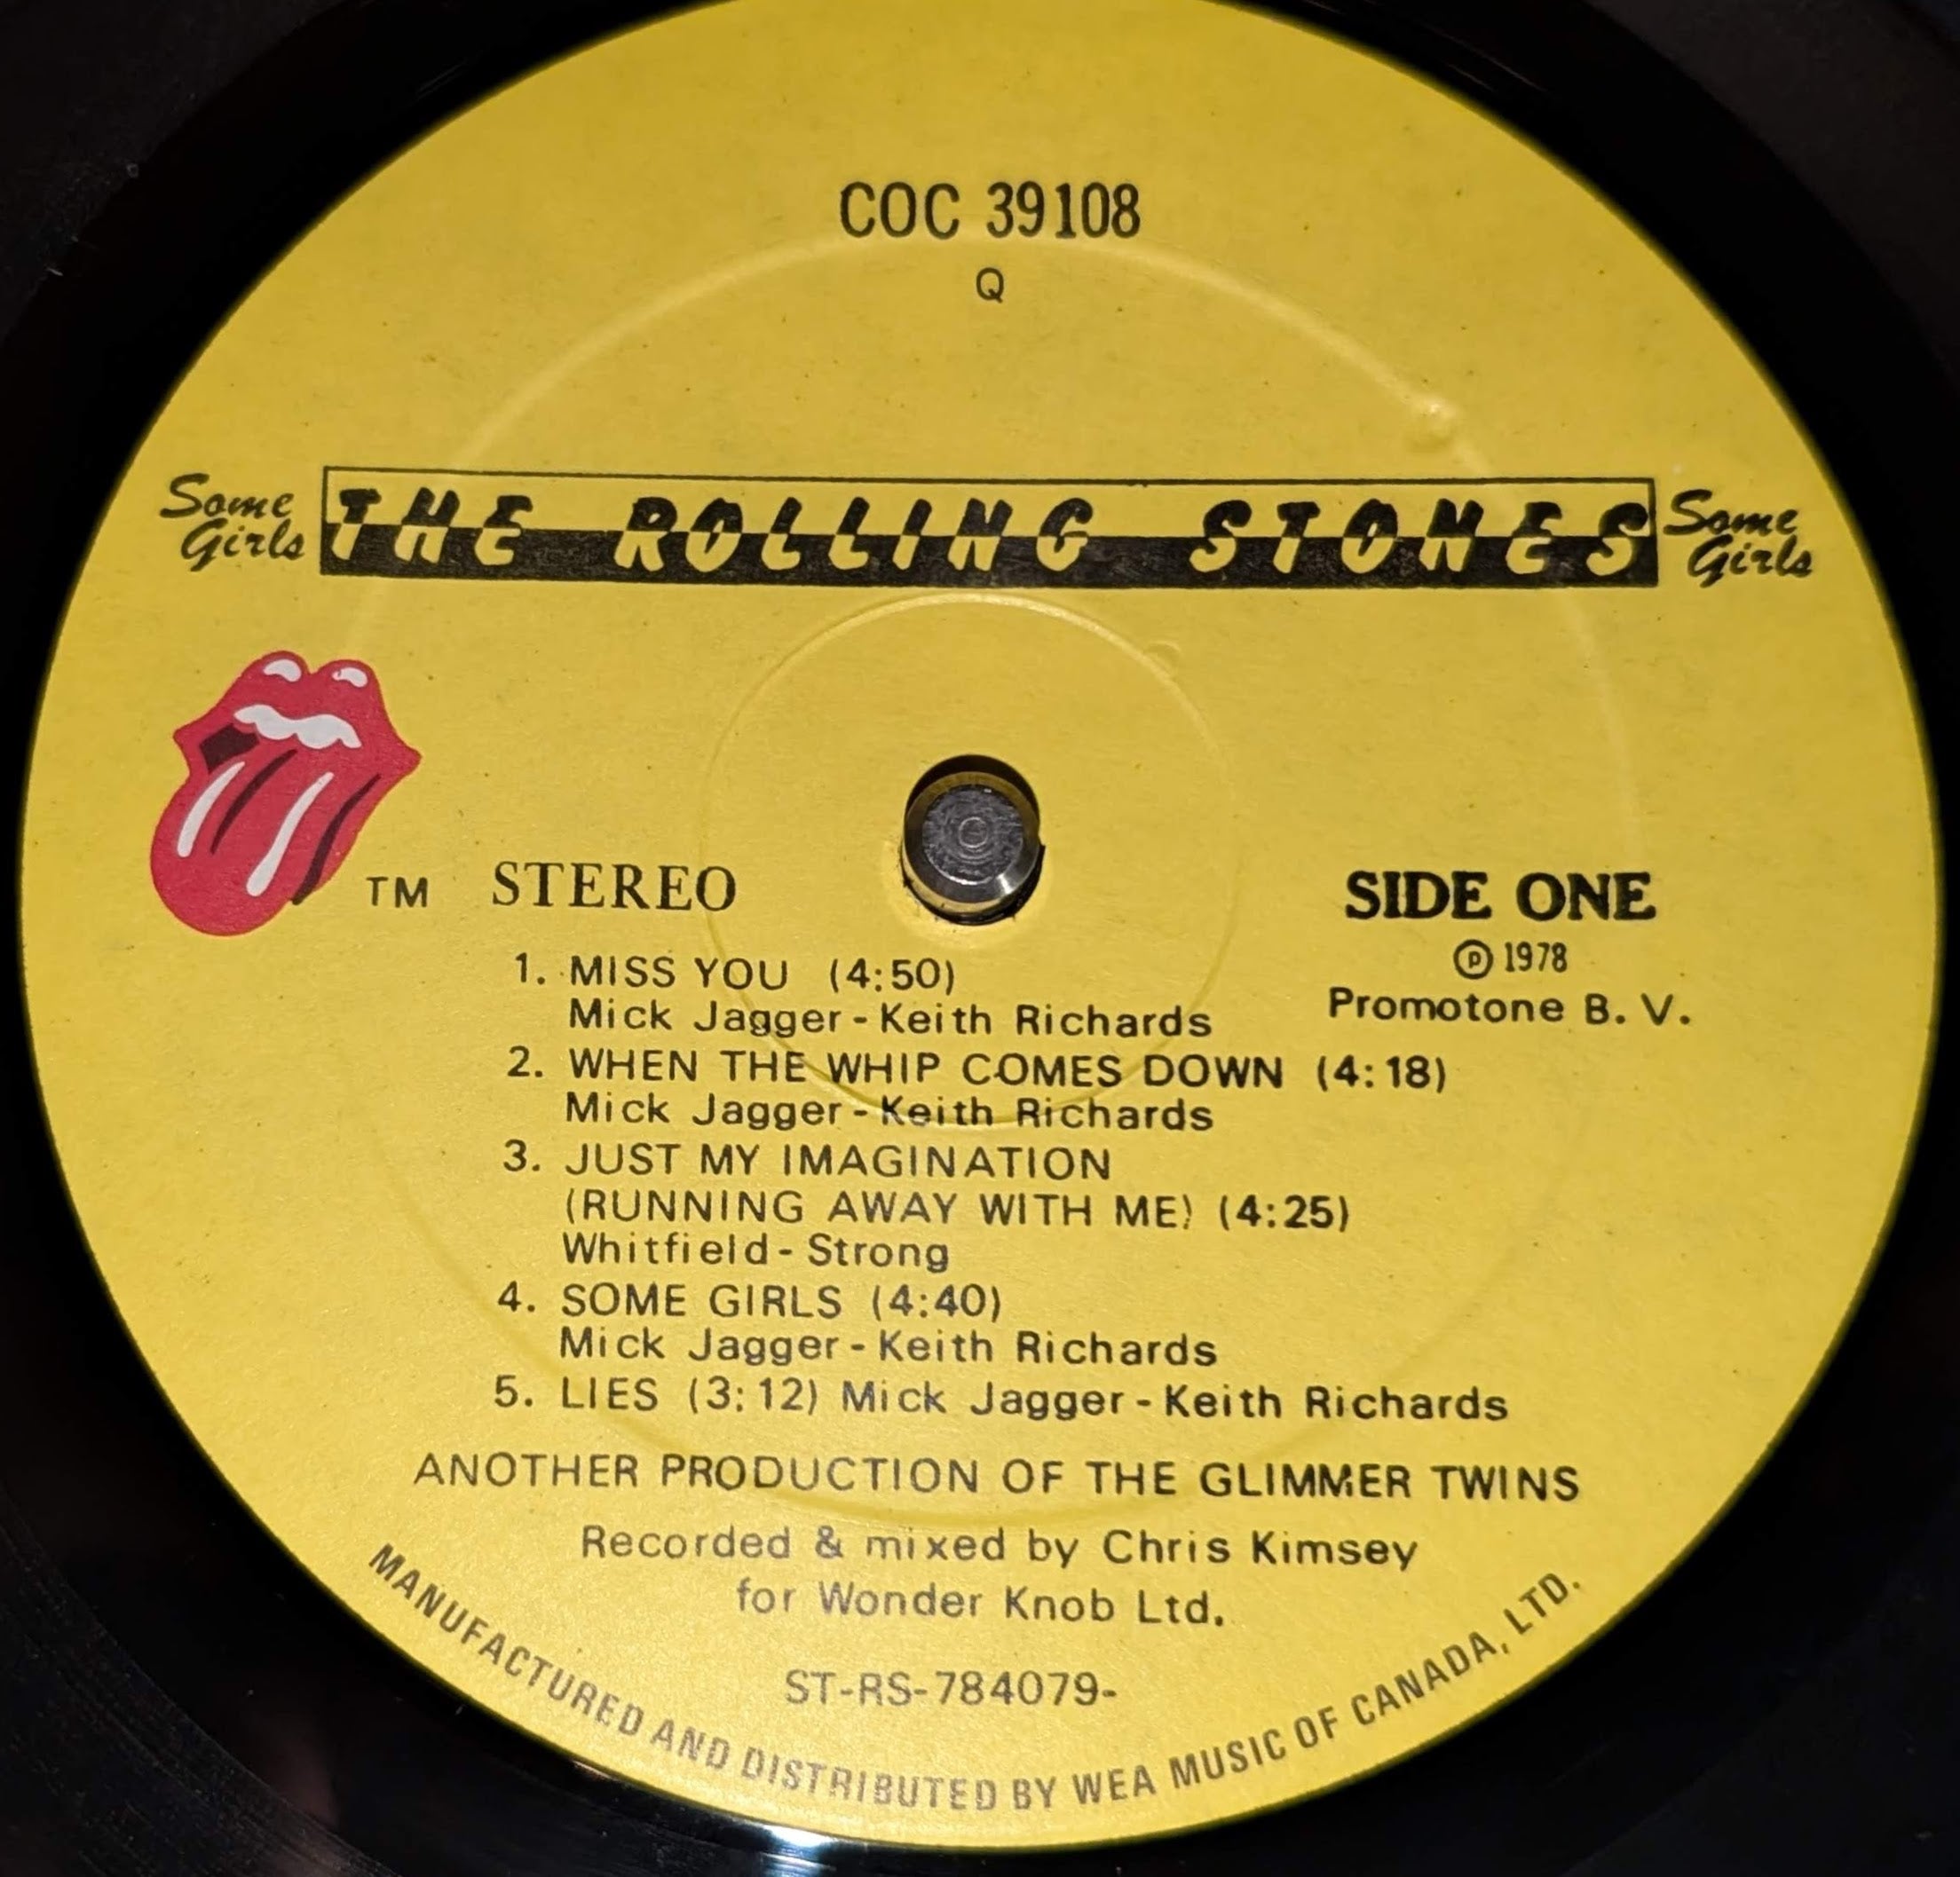 COC 39108
Q
Some Girls THE ROLLING STONES Some Girls
TM STEREO
SIDE ONE
℗ 1978
Promotone B. V.
1. MISS YOU (4:50)
Mick Jagger - Keith Richards
2. WHEN THE WHIP COMES DOWN (4:18)
Mick Jagger - Keith Richards
3. JUST MY IMAGINATION
(RUNNING AWAY WITH ME) (4:25)
Whitfield - Strong
4. SOME GIRLS (4:40)
Mick Jagger - Keith Richards
5. LIES (3:12) Mick Jagger - Keith Richards
ANOTHER PRODUCTION OF THE GLIMMER TWINS
Recorded & mixed by Chris Kimsey
for Wonder Knob Ltd.
ST-RS-784079-
MANUFACTURED AND DISTRIBUTED BY WEA MUSIC OF CANADA, LTD.